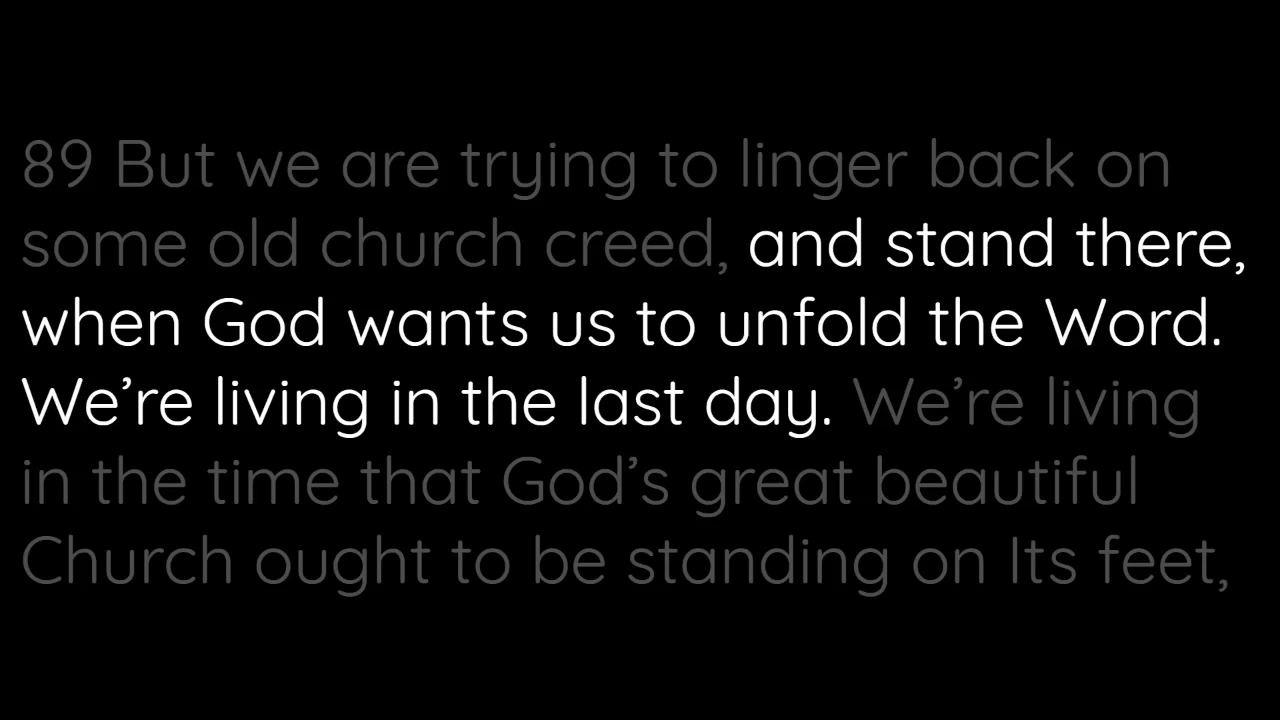 89 But we are trying to linger back on
some old church creed, and stand there,
when God wants us to unfold the Word.
We’re living in the last day. We’re living
in the time that God’s great beautiful
Church ought to be standing on Its feet,